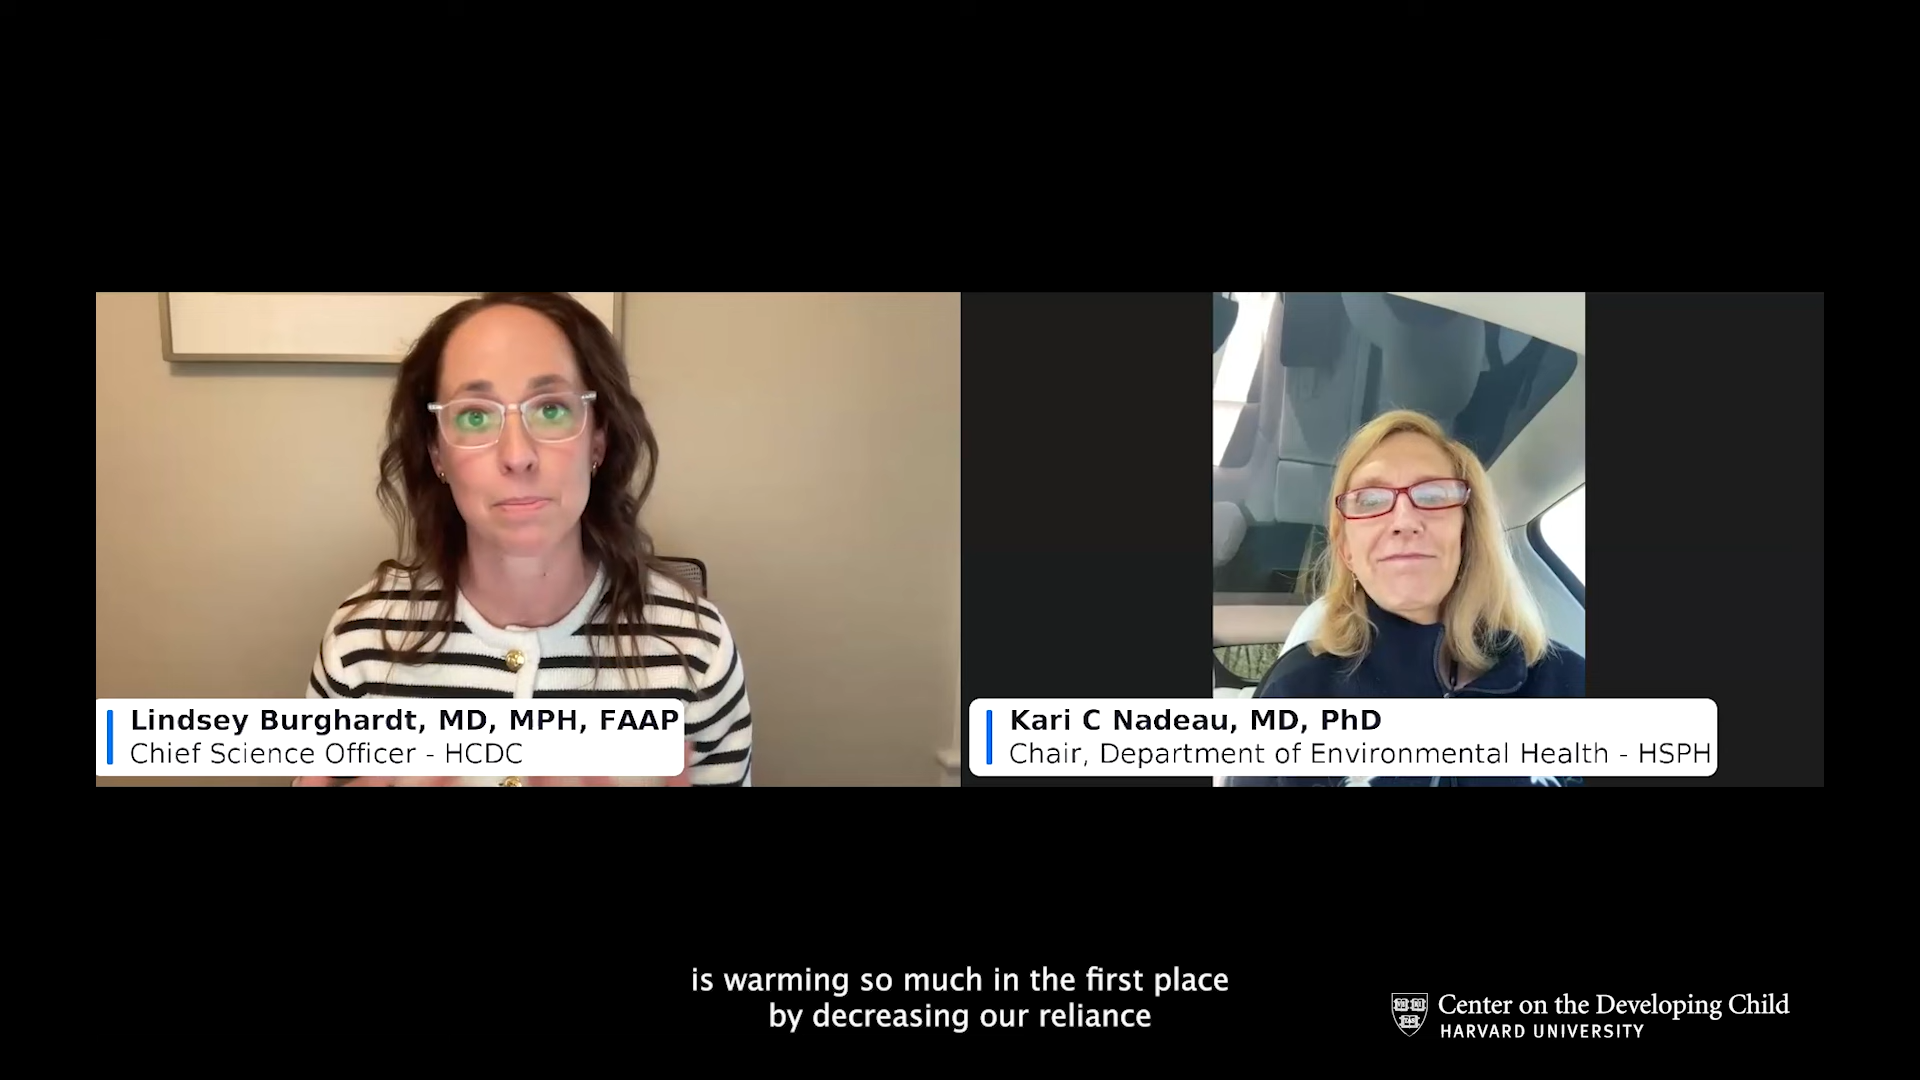 Lindsey Burghardt, MD, MPH, FAAP
Chief Science Officer - HCDC
Kari C Nadeau, MD, PhD
Chair, Department of Environmental Health - HSPH
is warming so much in the first place
by decreasing our reliance
Center on the Developing Child
HARVARD UNIVERSITY